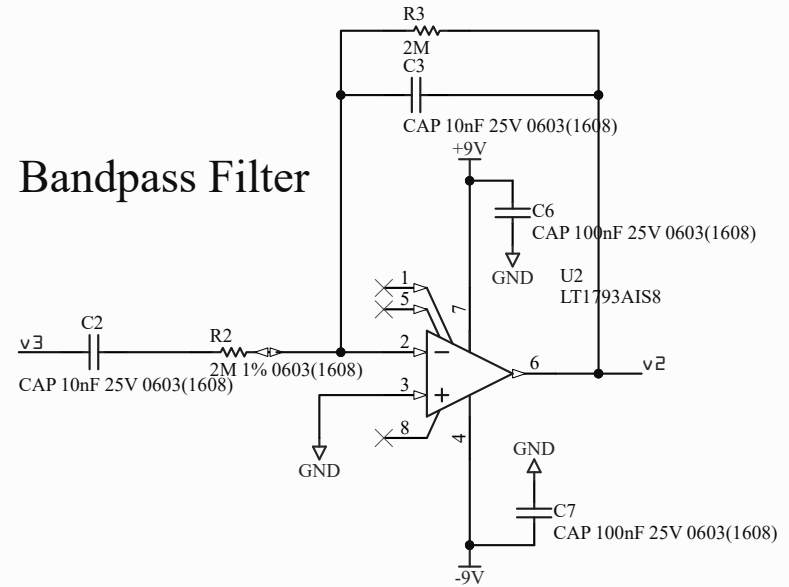 R3
2M
C3
CAP 10nF 25V 0603(1608)
+9V
Bandpass Filter
C6
CAP 100nF 25V 0603(1608)
GND
U2
LT1793AIS8
1
5
7
C2
v3
R2
2
6
v2
2M 1% 0603(1608)
CAP 10nF 25V 0603(1608)
3
8
4
GND
GND
C7
CAP 100nF 25V 0603(1608)
-9V